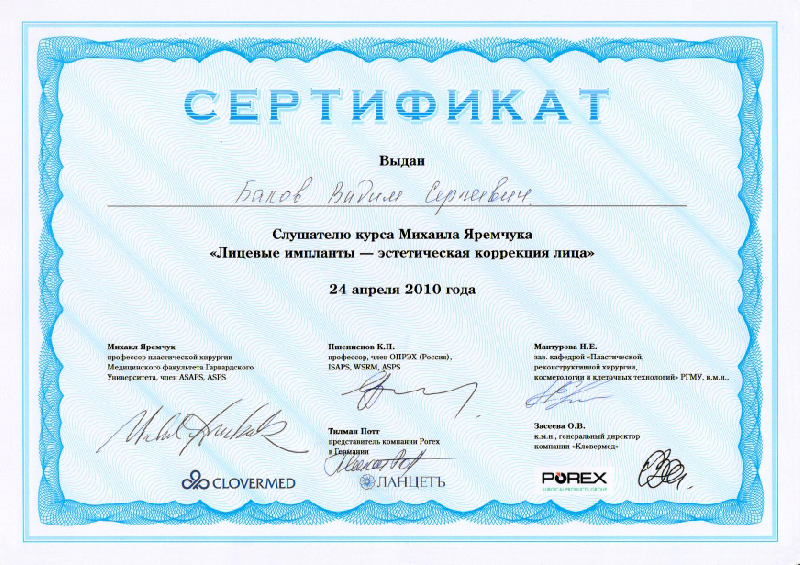 СЕРТИФИКАТ
Выдан
Баков Вадим Сергеевич
Слушателю курса Михаила Яремчука
«Лицевые импланты — эстетическая коррекция лица»
24 апреля 2010 года
Михаил Яремчук
профессор пластической хирургии
Медицинского факультета Гарвардского
Университета, член ASAFS, ASPS
Пшениснов К.П.
профессор, член ОПРЭХ (России),
ISAPS, WSRM, ASPS
Тилман Потт
представитель компании Porex
в Германии
Мантурова Н.Е.
зав. кафедрой «Пластической
реконструктивной хирургии,
косметологии и клеточных технологий» РГМУ, к.м.н.,
О.В.
к.м.н., генеральный директор
компании «Кловермед»
CLOVERMED
ЛАНЦЕТЪ
POREX